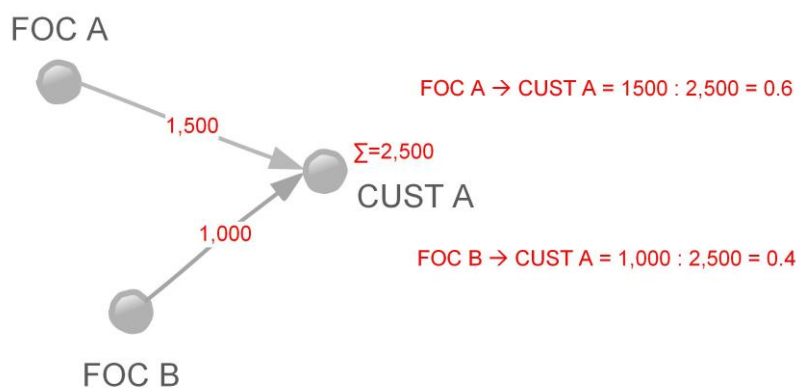 FOC A
FOC A → CUST A = 1500 : 2,500 = 0.6
1,500
∑=2,500
CUST A
1,000
FOC B → CUST A = 1,000 : 2,500 = 0.4
FOC B